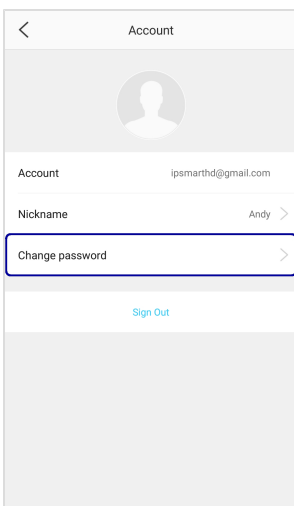 Account
Account ipsmarthd@gmail.com
Nickname Andy
Change password
Sign Out